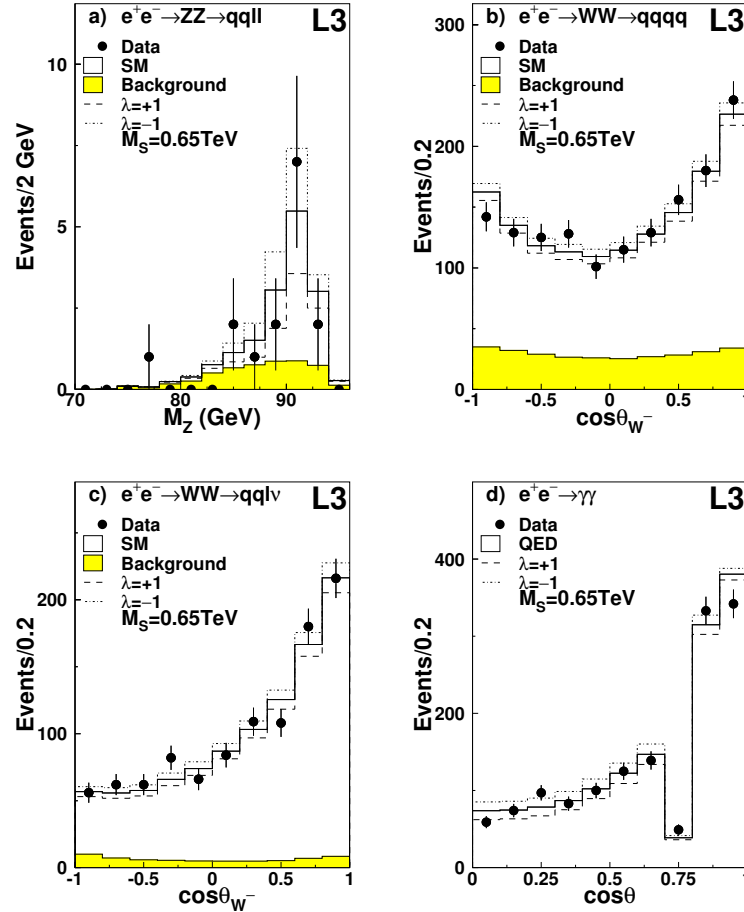 a) e⁺e⁻→ZZ→qqll L3
Data
SM
Background
λ=+1
λ=−1
M_S=0.65TeV
10
5
0
Events/2 GeV
70 80 90
M_Z (GeV)
b) e⁺e⁻→WW→qqqq L3
Data
SM
Background
λ=+1
λ=−1
M_S=0.65TeV
300
200
100
0
Events/0.2
-1 -0.5 0 0.5 1
cosθ_W⁻
c) e⁺e⁻→WW→qqlν L3
Data
SM
Background
λ=+1
λ=−1
M_S=0.65TeV
200
100
0
Events/0.2
-1 -0.5 0 0.5 1
cosθ_W⁻
d) e⁺e⁻→γγ L3
Data
QED
λ=+1
λ=−1
M_S=0.65TeV
400
200
0
Events/0.2
0 0.25 0.5 0.75 1
cosθ